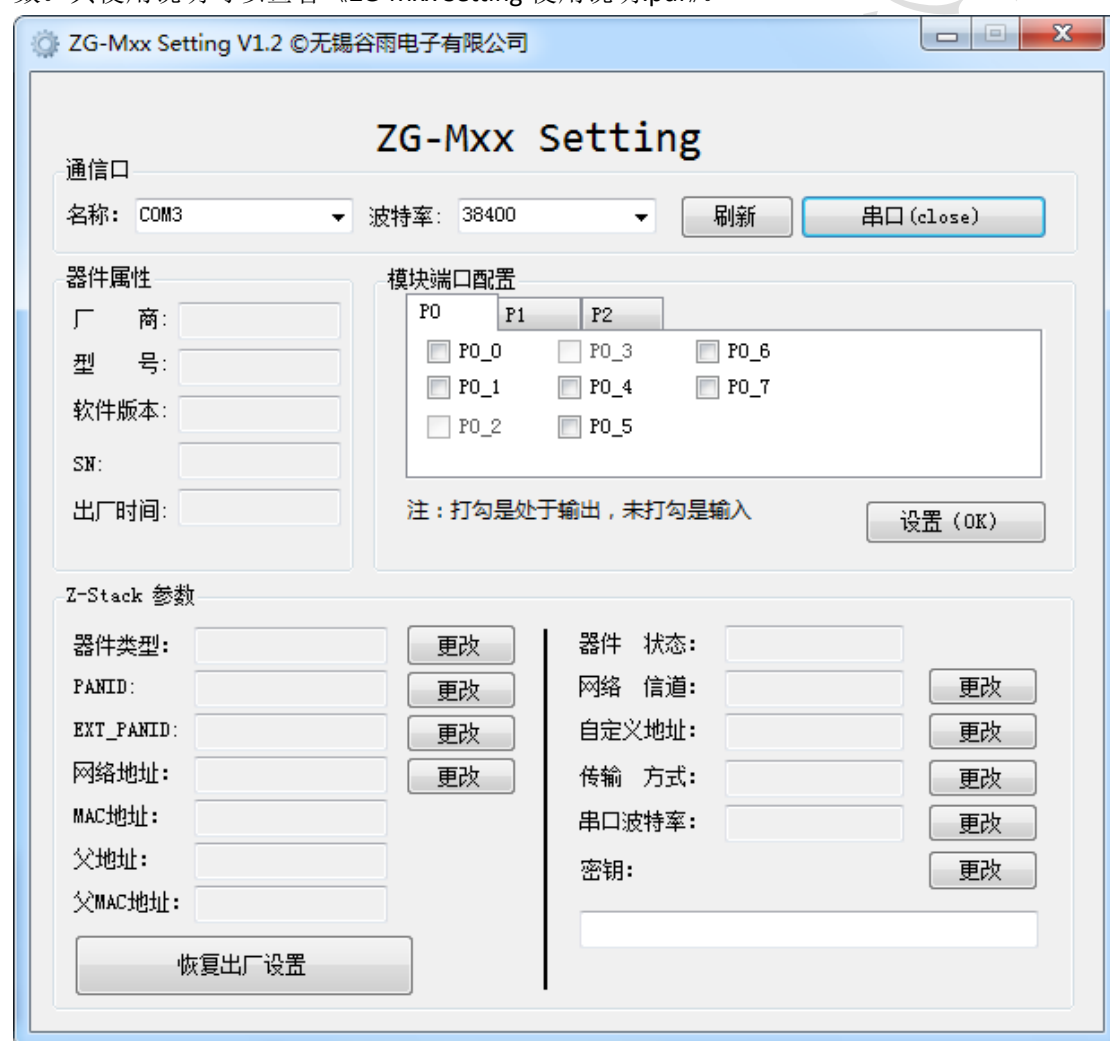 ZG-Mxx Setting V1.2 ©无锡谷雨电子有限公司
ZG-Mxx Setting
通信口
名称: COM3 波特率: 38400 刷新 串口(close)
器件属性
厂 商:
型 号:
软件版本:
SN:
出厂时间:
模块端口配置
P0 P1 P2
P0_0 P0_3 P0_6
P0_1 P0_4 P0_7
P0_2 P0_5
注：打勾是处于输出，未打勾是输入
设置 (OK)
Z-Stack 参数
器件类型: 更改
PANID: 更改
EXT_PANID: 更改
网络地址: 更改
MAC地址:
父地址:
父MAC地址:
恢复出厂设置
器件 状态:
网络 信道: 更改
自定义地址: 更改
传输 方式: 更改
串口波特率: 更改
密钥: 更改